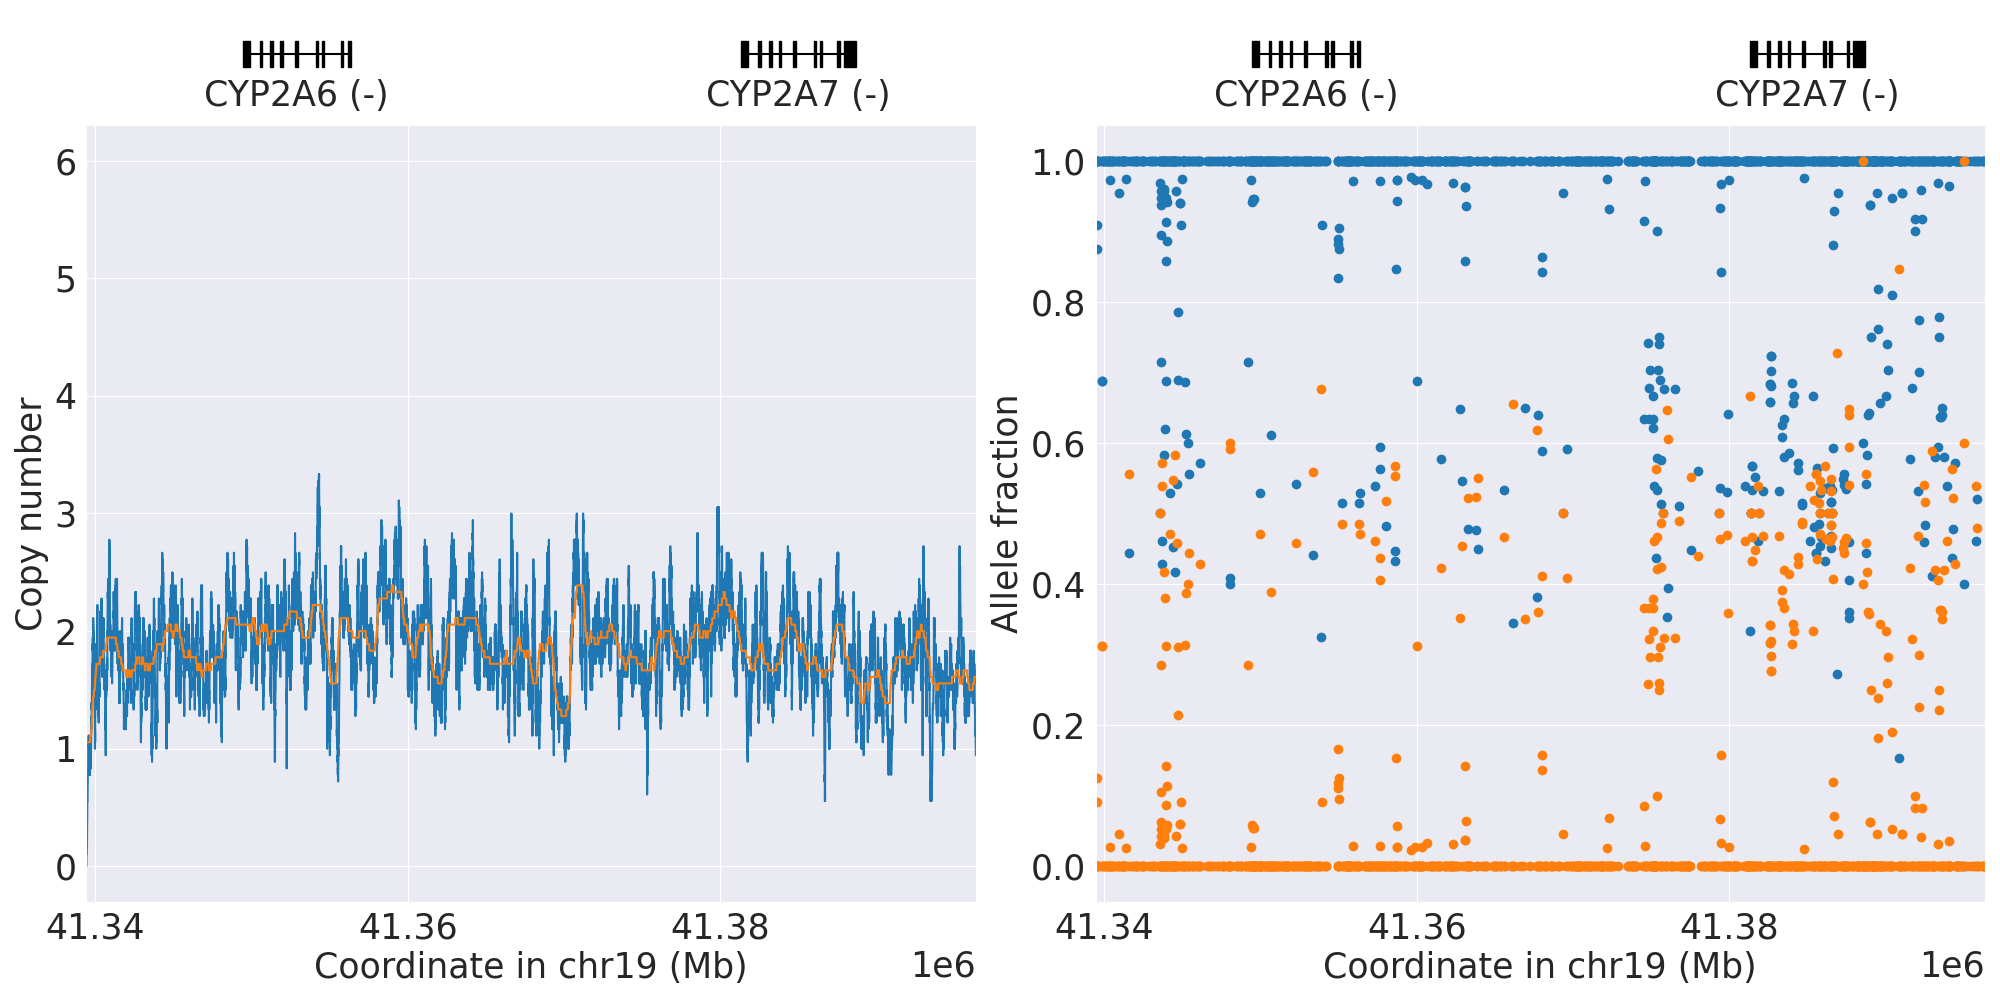 CYP2A6 (-)
CYP2A7 (-)
6
5
4
3
2
1
0
Copy number
41.34
41.36
41.38
Coordinate in chr19 (Mb)
1e6
CYP2A6 (-)
CYP2A7 (-)
1.0
0.8
0.6
0.4
0.2
0.0
Allele fraction
41.34
41.36
41.38
Coordinate in chr19 (Mb)
1e6